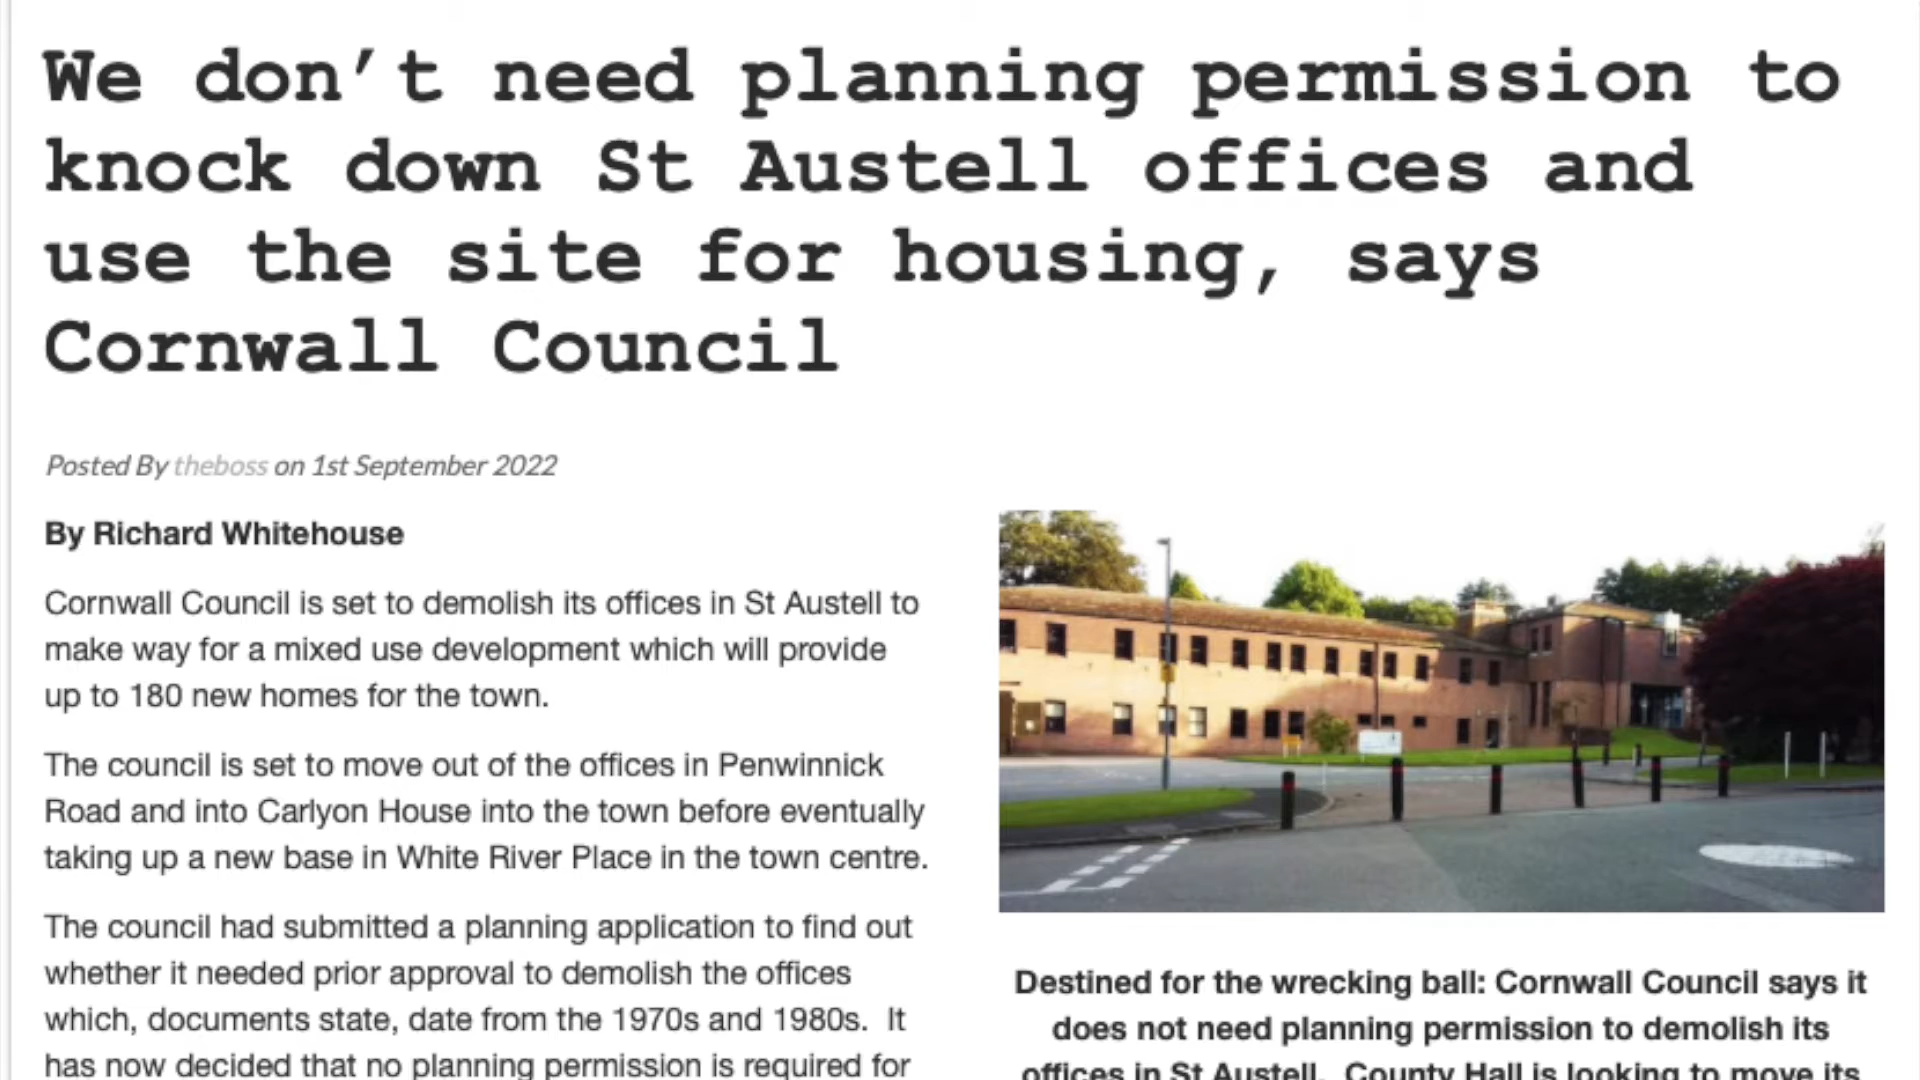 We don’t need planning permission to
knock down St Austell offices and
use the site for housing, says
Cornwall Council
Posted By theboss on 1st September 2022
By Richard Whitehouse
Cornwall Council is set to demolish its offices in St Austell to
make way for a mixed use development which will provide
up to 180 new homes for the town.
The council is set to move out of the offices in Penwinnick
Road and into Carlyon House into the town before eventually
taking up a new base in White River Place in the town centre.
The council had submitted a planning application to find out
whether it needed prior approval to demolish the offices
which, documents state, date from the 1970s and 1980s.  It
has now decided that no planning permission is required for
Destined for the wrecking ball: Cornwall Council says it
does not need planning permission to demolish its
offices in St Austell.  County Hall is looking to move its